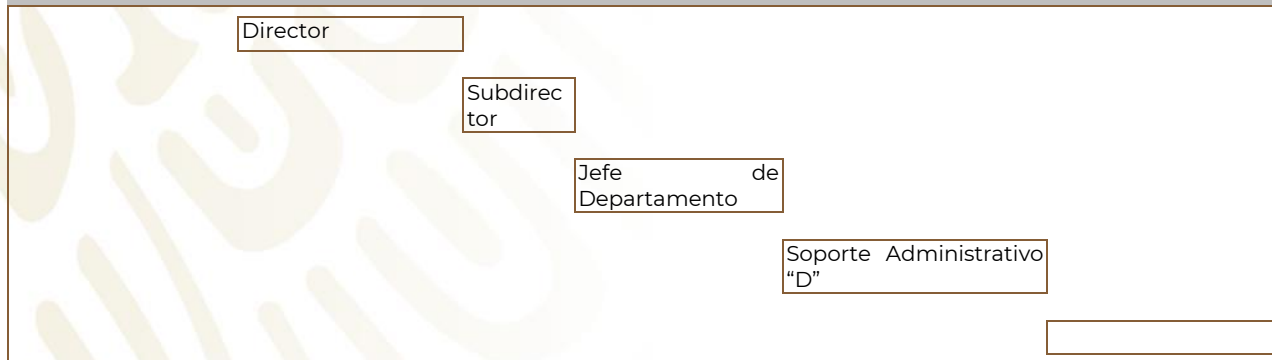 Director
Subdirec
tor
Jefe de
Departamento
Soporte Administrativo
“D”